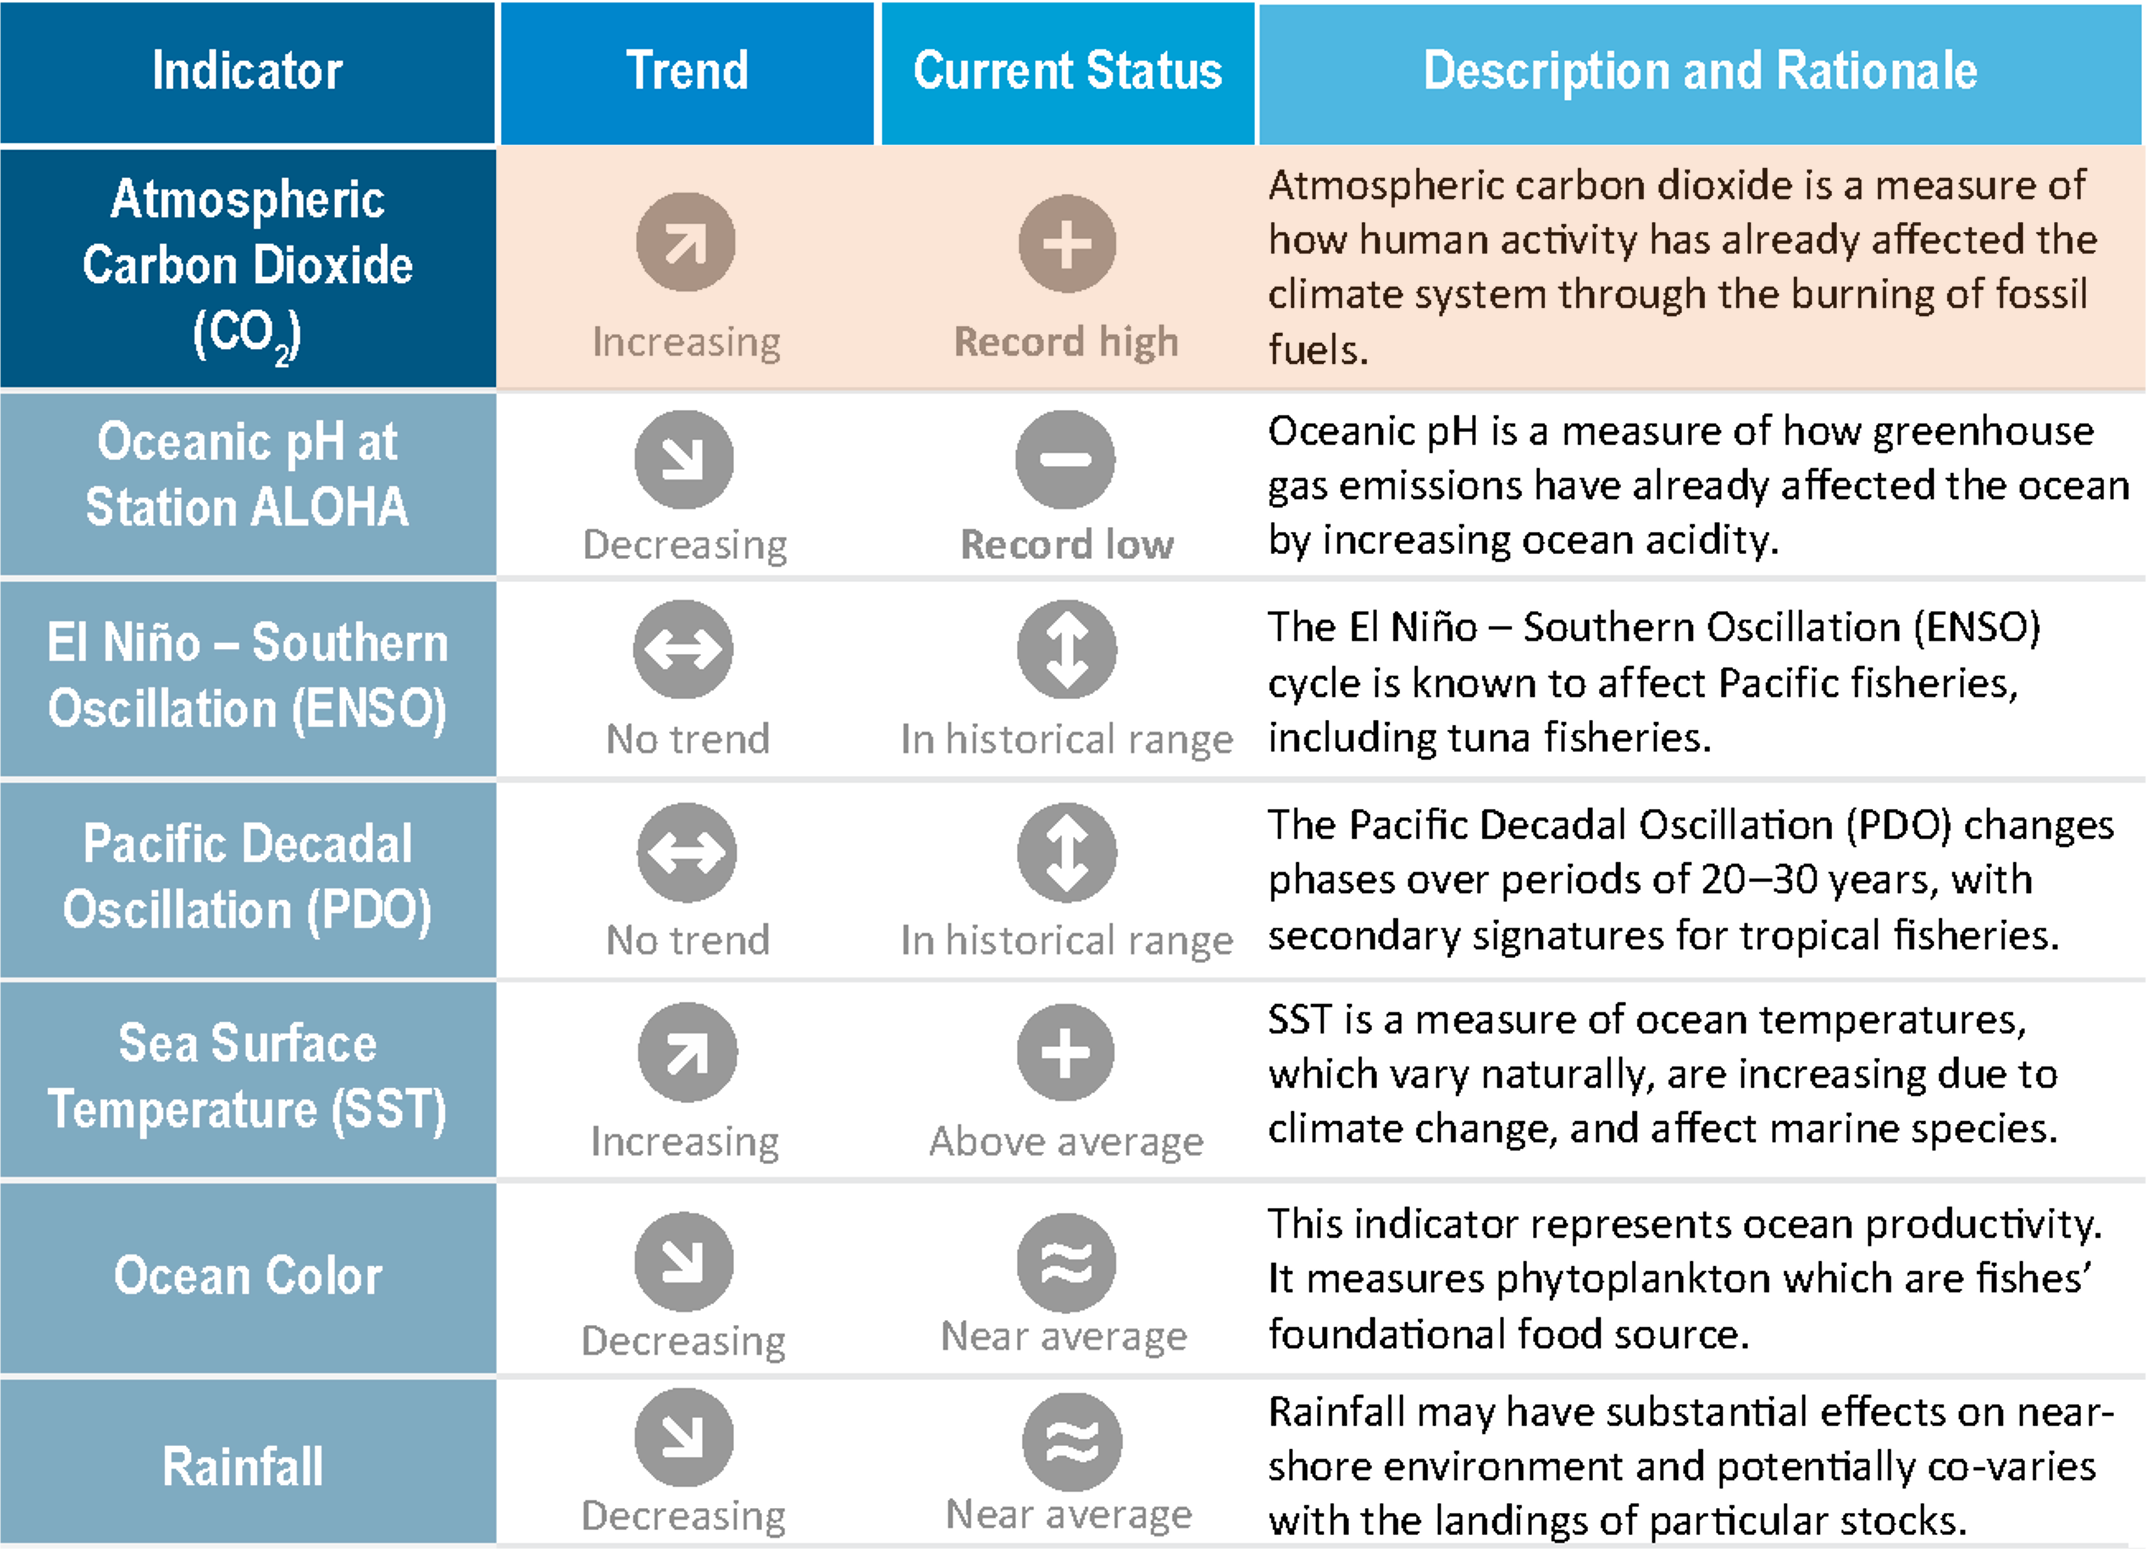 Indicator
Trend
Current Status
Description and Rationale
Atmospheric
Carbon Dioxide
(CO₂)
Increasing
Record high
Atmospheric carbon dioxide is a measure of
how human activity has already affected the
climate system through the burning of fossil
fuels.
Oceanic pH at
Station ALOHA
Decreasing
Record low
Oceanic pH is a measure of how greenhouse
gas emissions have already affected the ocean
by increasing ocean acidity.
El Niño – Southern
Oscillation (ENSO)
No trend
In historical range
The El Niño – Southern Oscillation (ENSO)
cycle is known to affect Pacific fisheries,
including tuna fisheries.
Pacific Decadal
Oscillation (PDO)
No trend
In historical range
The Pacific Decadal Oscillation (PDO) changes
phases over periods of 20–30 years, with
secondary signatures for tropical fisheries.
Sea Surface
Temperature (SST)
Increasing
Above average
SST is a measure of ocean temperatures,
which vary naturally, are increasing due to
climate change, and affect marine species.
Ocean Color
Decreasing
Near average
This indicator represents ocean productivity.
It measures phytoplankton which are fishes’
foundational food source.
Rainfall
Decreasing
Near average
Rainfall may have substantial effects on near-
shore environment and potentially co-varies
with the landings of particular stocks.